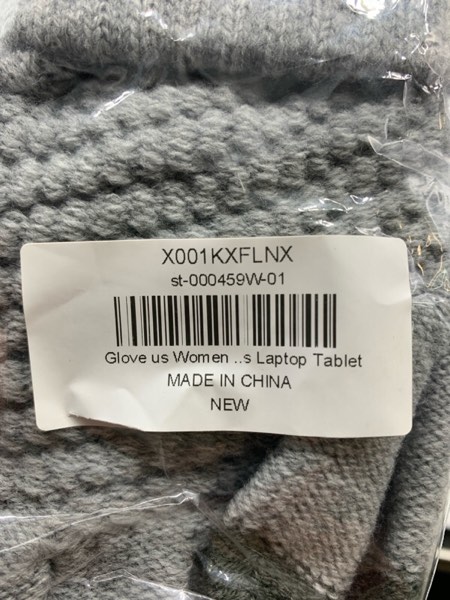 X001KXFLNX
st-000459W-01
Glove us Women ..s Laptop Tablet
MADE IN CHINA
NEW